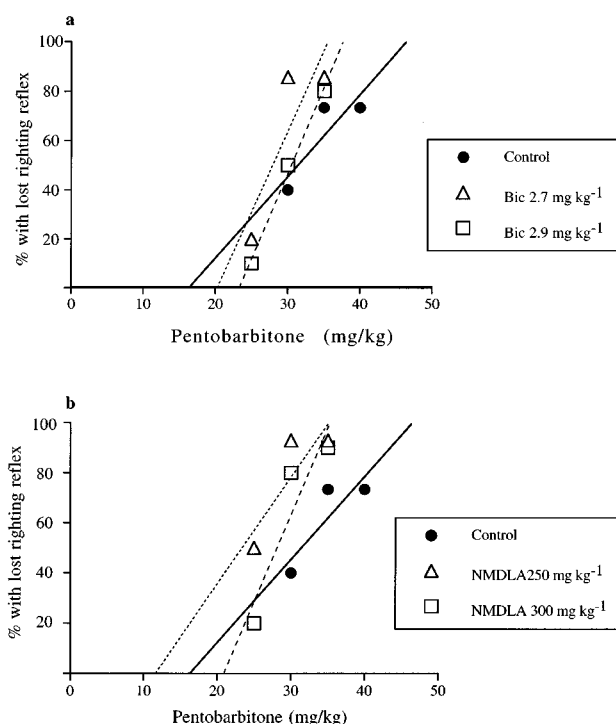 a
100
80
60
40
20
% with lost righting reflex
0 10 20 30 40 50
Pentobarbitone (mg/kg)
Control
Bic 2.7 mg kg-1
Bic 2.9 mg kg-1
b
100
80
60
40
20
% with lost righting reflex
0 10 20 30 40 50
Pentobarbitone (mg/kg)
Control
NMDLA250 mg kg-1
NMDLA 300 mg kg-1